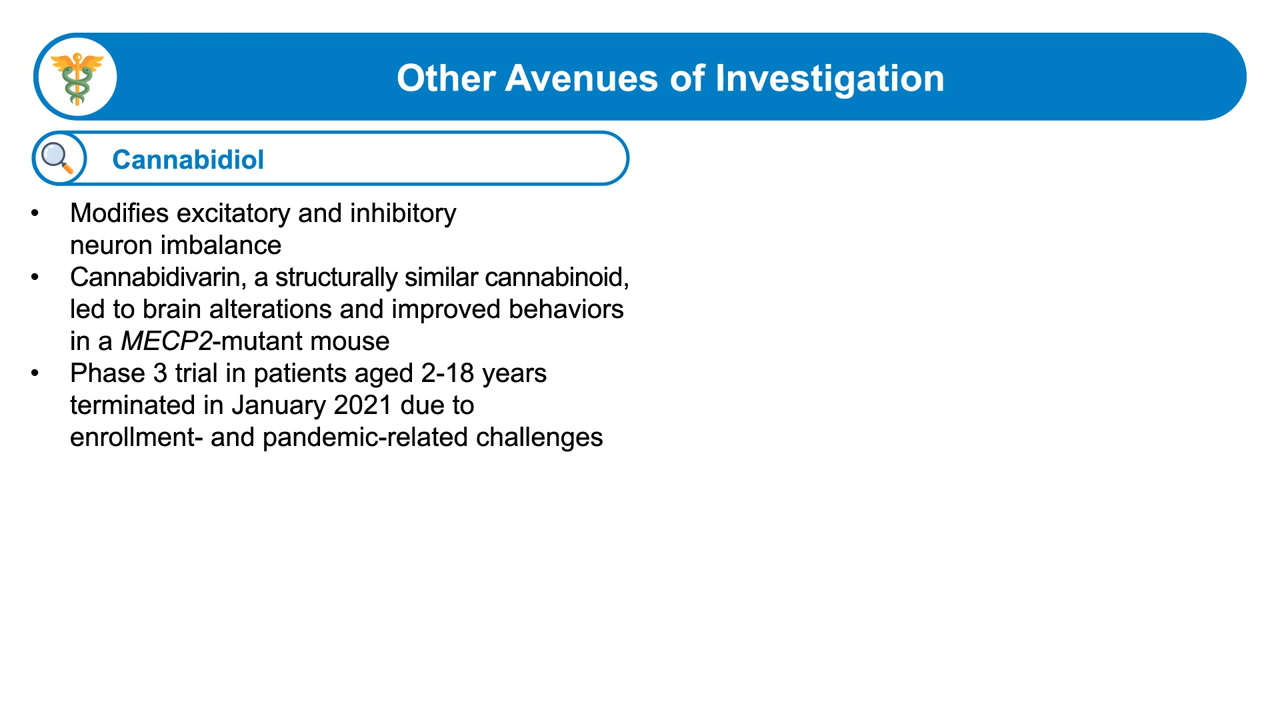 Other Avenues of Investigation
Cannabidiol
• Modifies excitatory and inhibitory
neuron imbalance
• Cannabidivarin, a structurally similar cannabinoid,
led to brain alterations and improved behaviors
in a MECP2-mutant mouse
• Phase 3 trial in patients aged 2-18 years
terminated in January 2021 due to
enrollment- and pandemic-related challenges